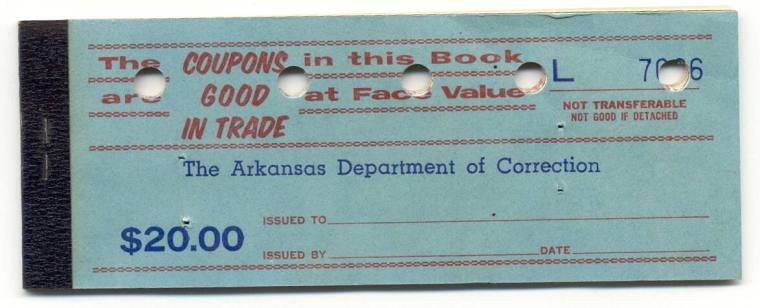 The COUPONS in this Book
are GOOD at Face Value
IN TRADE
L
NOT TRANSFERABLE
NOT GOOD IF DETACHED
The Arkansas Department of Correction
$20.00
ISSUED TO
ISSUED BY DATE